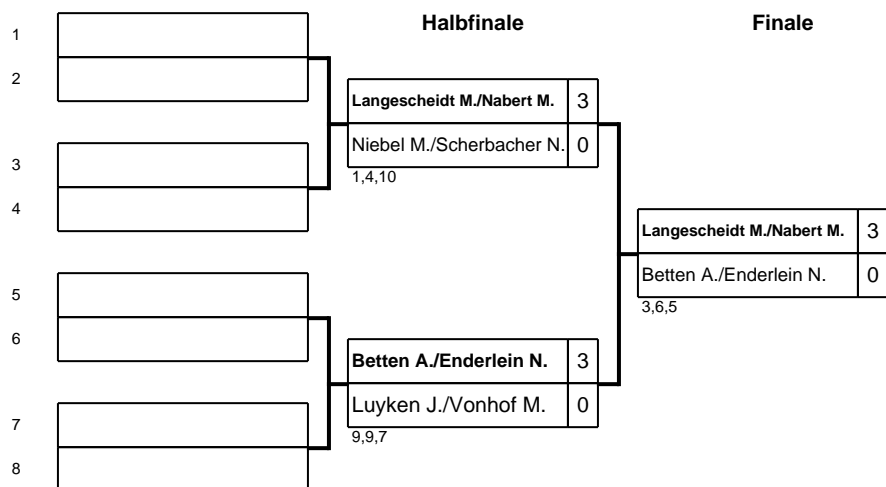 Halbfinale
Finale
1
2
3
4
5
6
7
8
Langescheidt M./Nabert M. 3
Niebel M./Scherbacher N. 0
1,4,10
Betten A./Enderlein N. 3
Luyken J./Vonhof M. 0
9,9,7
Langescheidt M./Nabert M. 3
Betten A./Enderlein N. 0
3,6,5